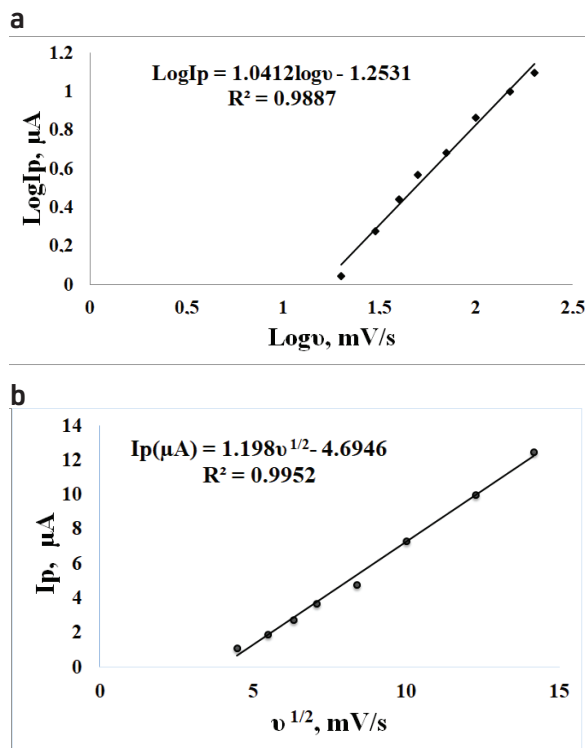 a
LogIp = 1.0412logυ - 1.2531
R² = 0.9887
LogIp, µA
1.2
1
0.8
0.6
0.4
0.2
0
0
0,5
1
1,5
2
2.5
Logυ, mV/s
b
Ip(µA) = 1.198υ^1/2- 4.6946
R² = 0.9952
Ip, µA
14
12
10
8
6
4
2
0
0
5
10
15
υ ^1/2, mV/s